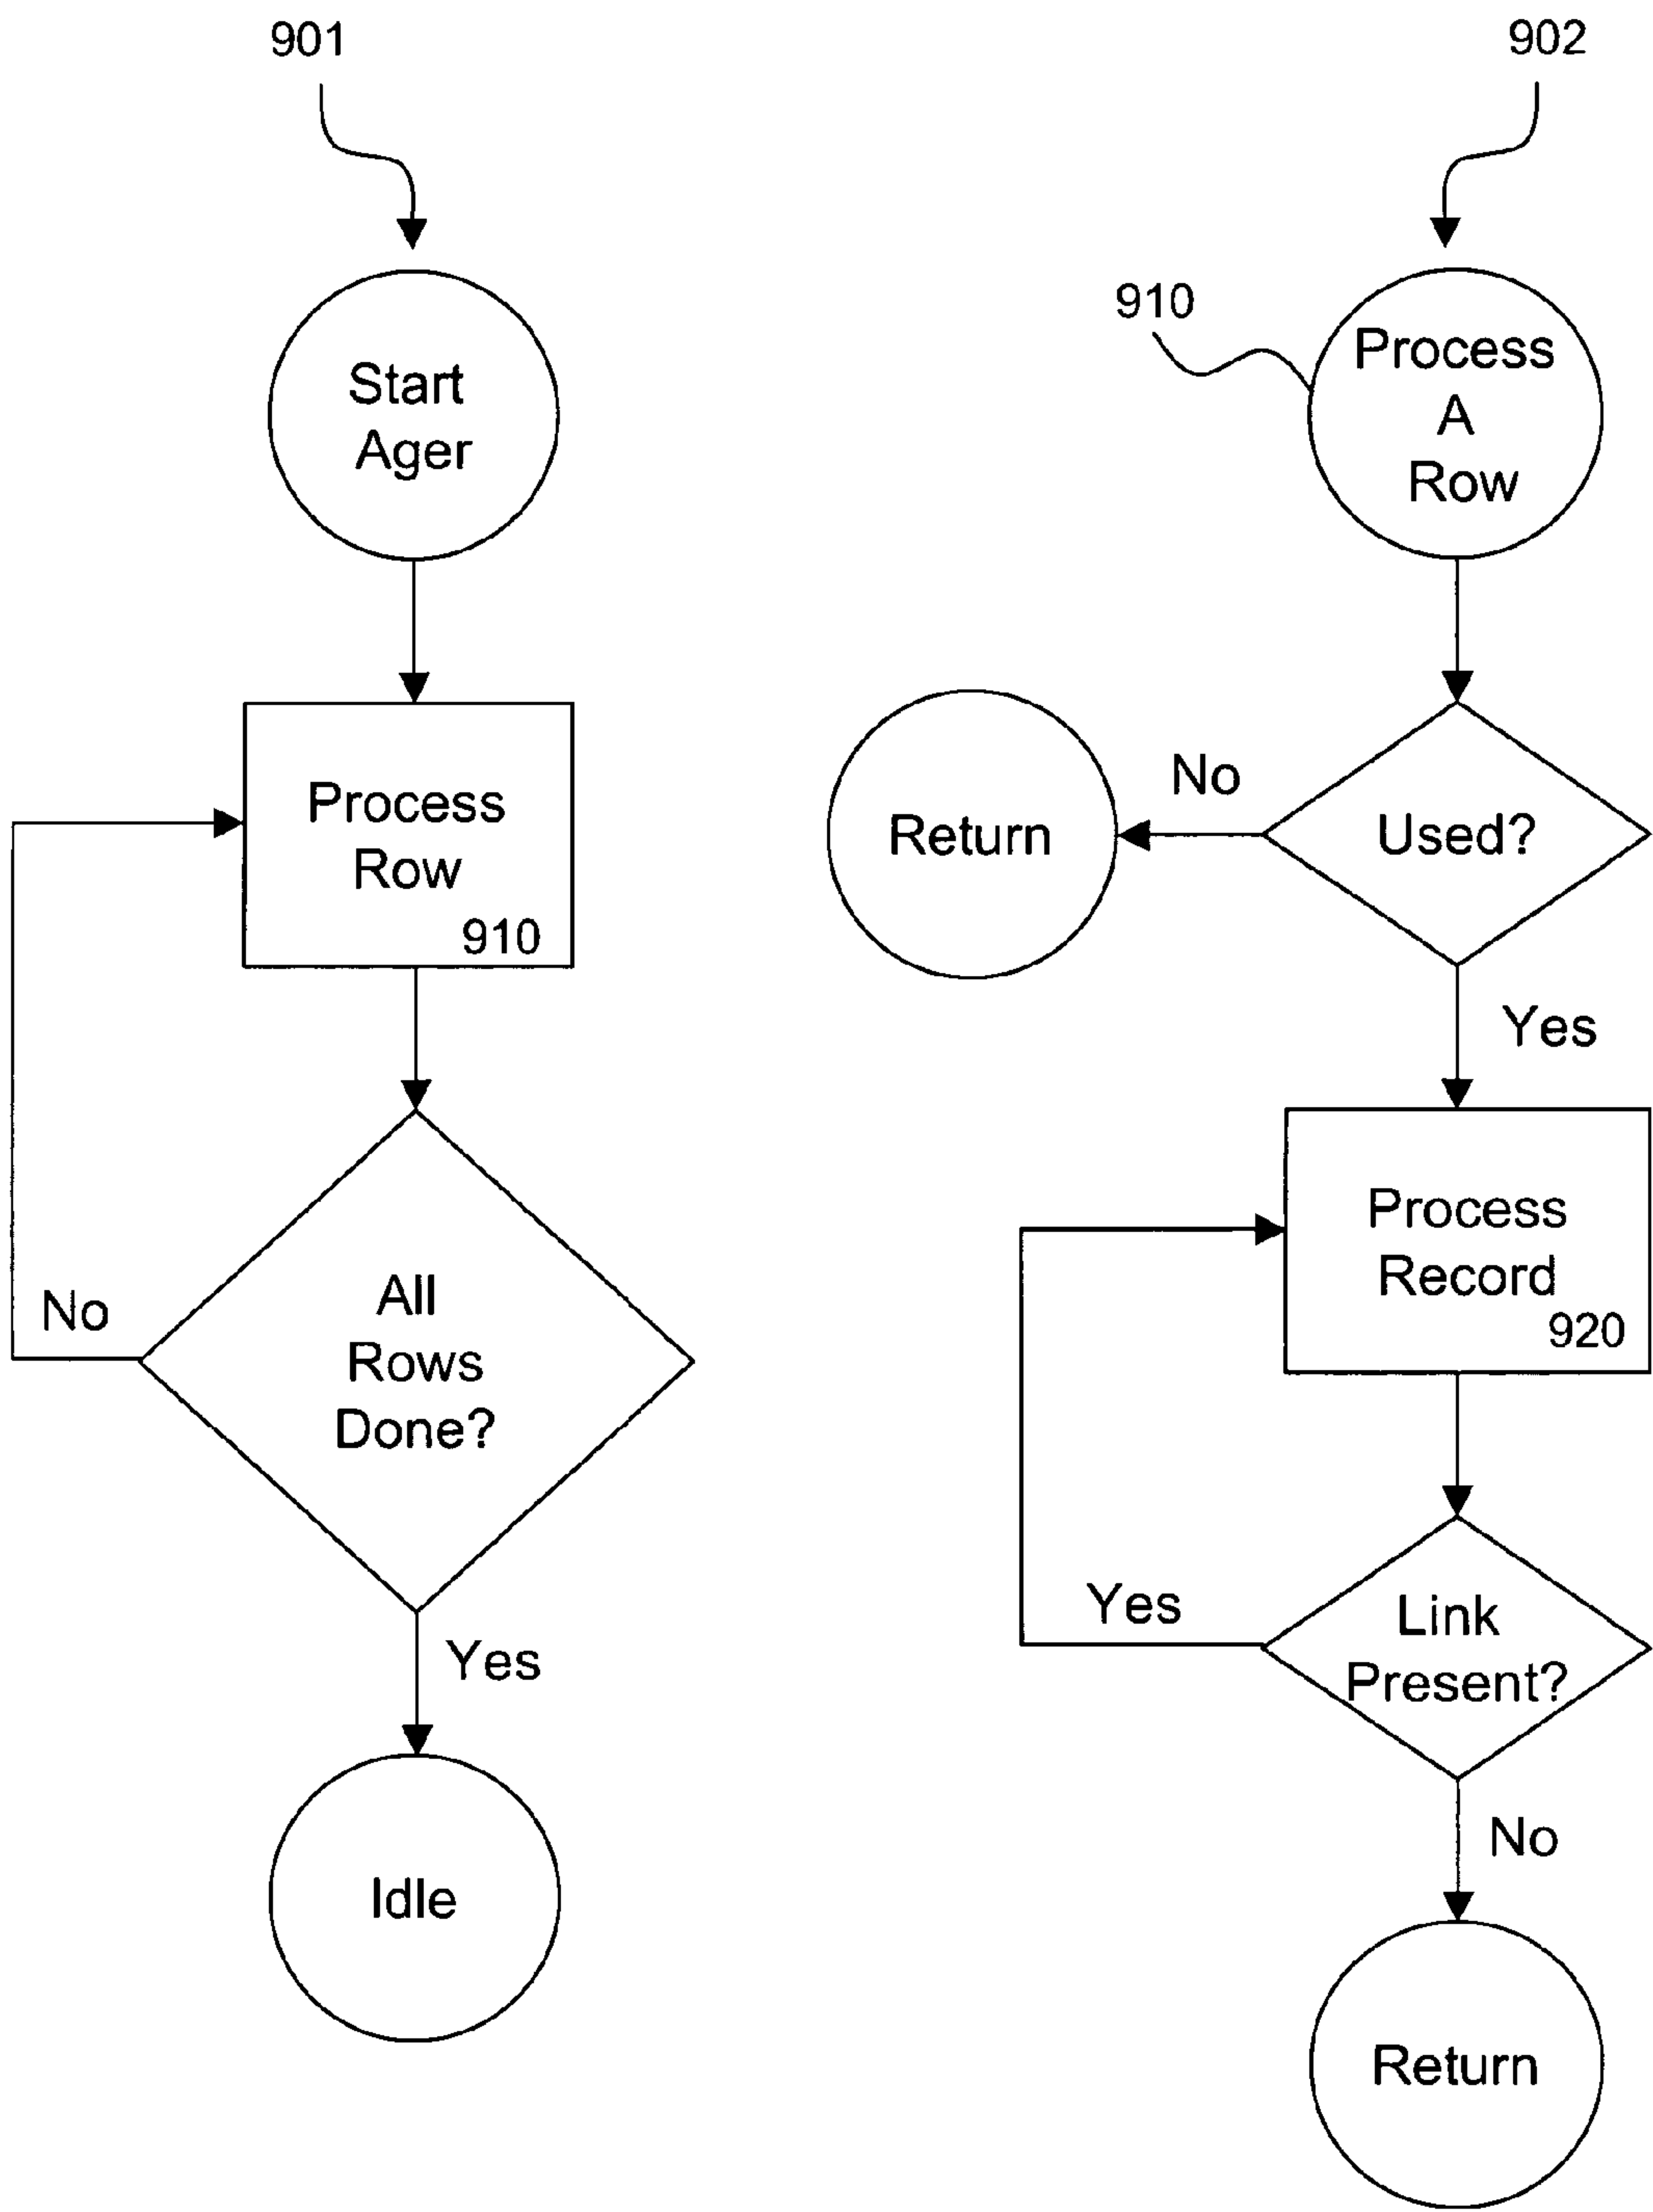 901
Start
Ager
Process
Row
910
All
Rows
Done?
No
Yes
Idle
902
910
Process
A
Row
Used?
No
Return
Yes
Process
Record
920
Link
Present?
Yes
No
Return